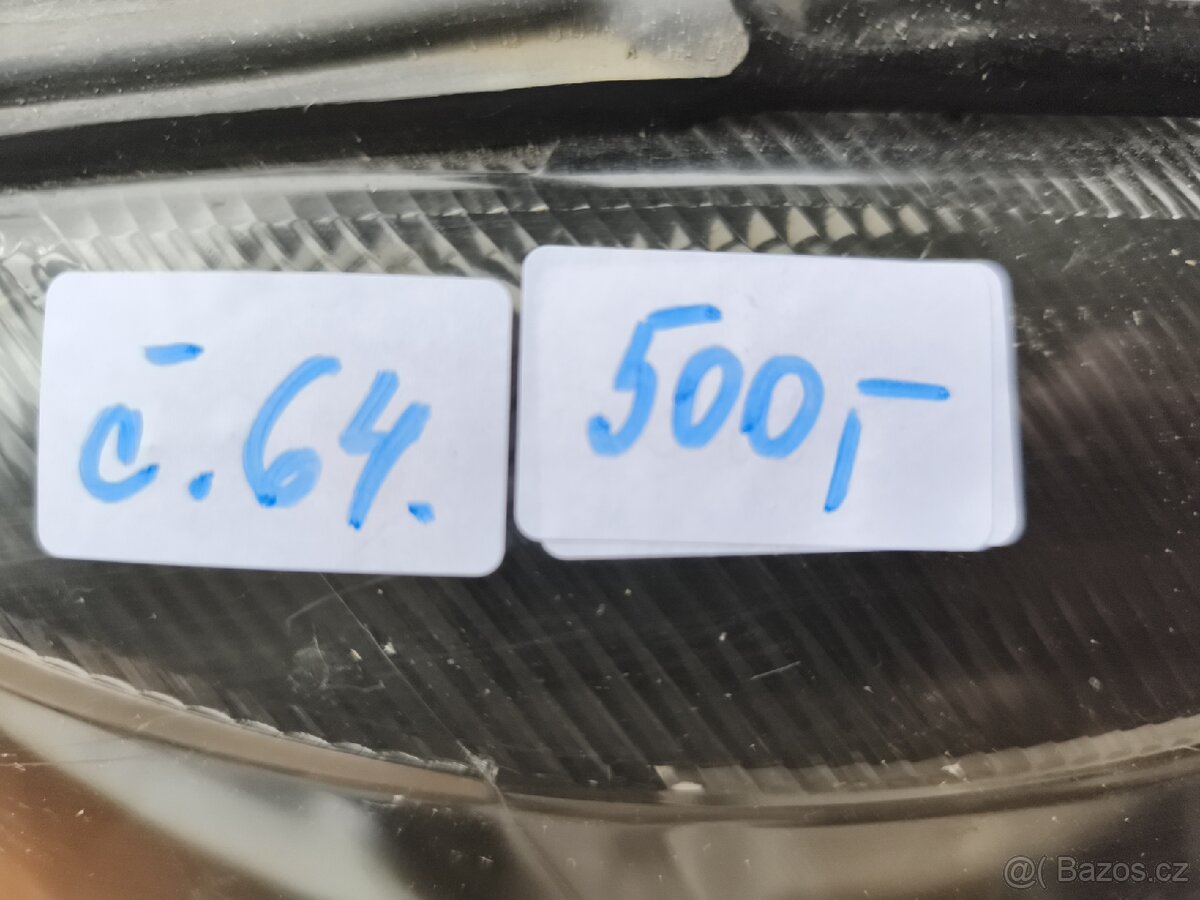 č. 64.
500,-
@( Bazos.cz